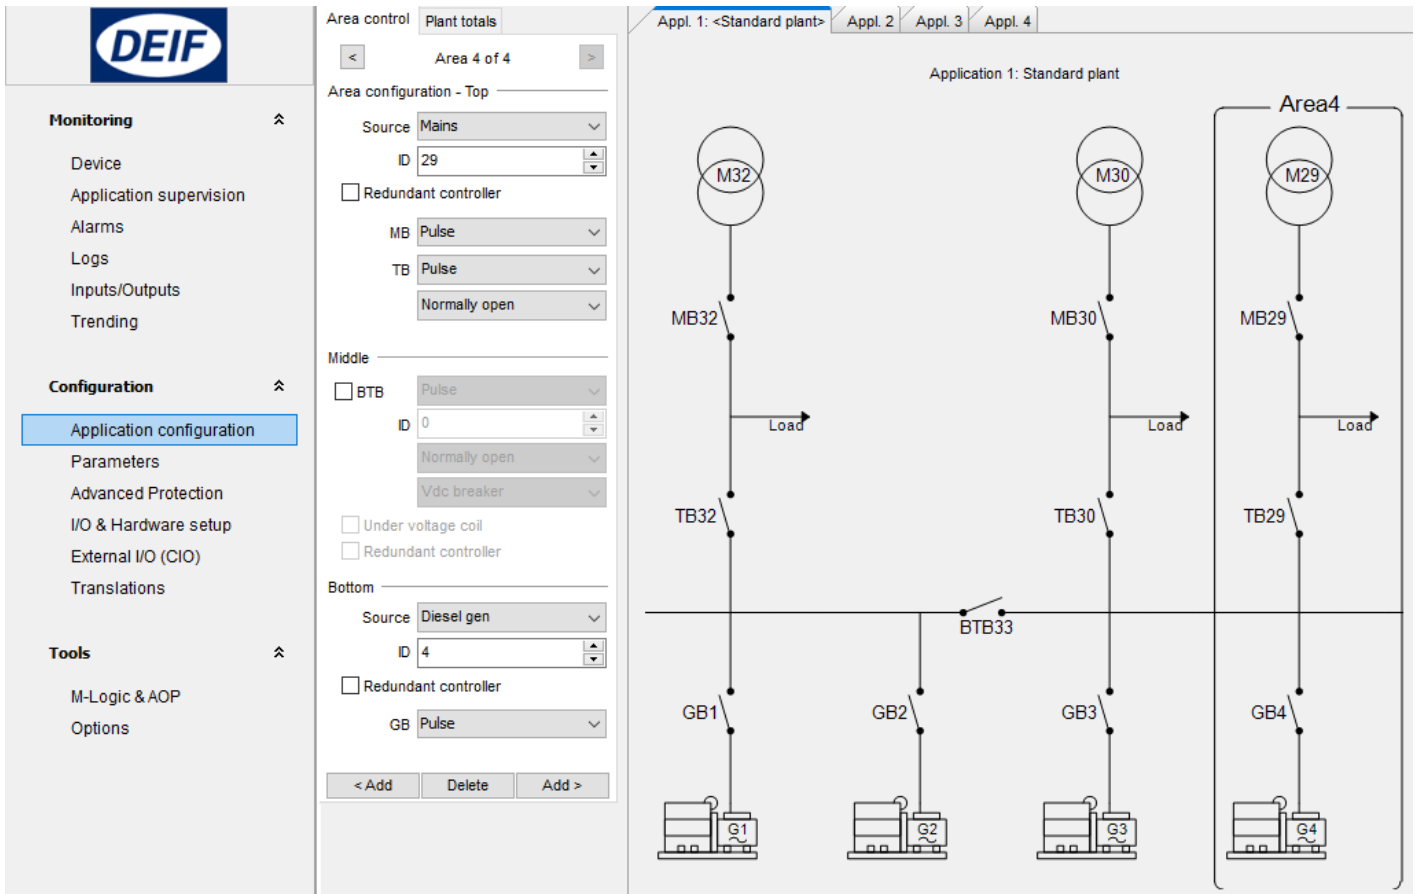 DEIF
Monitoring
Device
Application supervision
Alarms
Logs
Inputs/Outputs
Trending
Configuration
Application configuration
Parameters
Advanced Protection
I/O & Hardware setup
External I/O (CIO)
Translations
Tools
M-Logic & AOP
Options
Area control Plant totals
< Area 4 of 4 >
Area configuration - Top
Source Mains
ID 29
Redundant controller
MB Pulse
TB Pulse
Normally open
Middle
BTB Pulse
ID 0
Normally open
Vdc breaker
Under voltage coil
Redundant controller
Bottom
Source Diesel gen
ID 4
Redundant controller
GB Pulse
< Add Delete Add >
Appl. 1: <Standard plant> Appl. 2 Appl. 3 Appl. 4
Application 1: Standard plant
Area4
M32 M30 M29
MB32 MB30 MB29
Load Load Load
TB32 TB30 TB29
BTB33
GB1 GB2 GB3 GB4
G1 G2 G3 G4